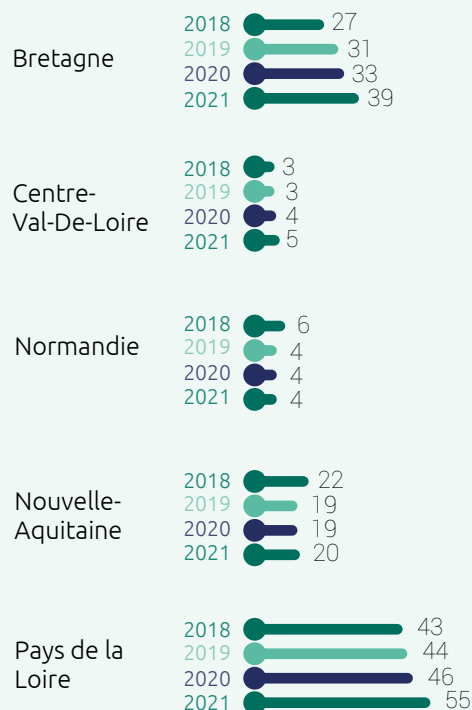 Bretagne
2018 27
2019 31
2020 33
2021 39
Centre-
Val-De-Loire
2018 3
2019 3
2020 4
2021 5
Normandie
2018 6
2019 4
2020 4
2021 4
Nouvelle-
Aquitaine
2018 22
2019 19
2020 19
2021 20
Pays de la
Loire
2018 43
2019 44
2020 46
2021 55